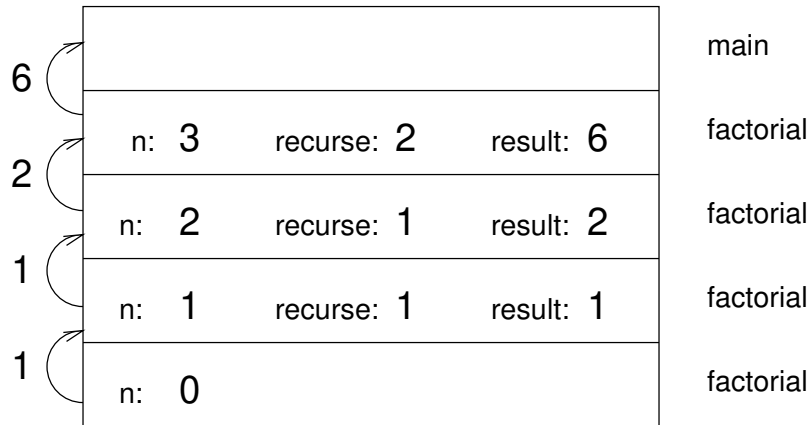 main
6
n: 3 recurse: 2 result: 6 factorial
2
n: 2 recurse: 1 result: 2 factorial
1
n: 1 recurse: 1 result: 1 factorial
1
n: 0 factorial